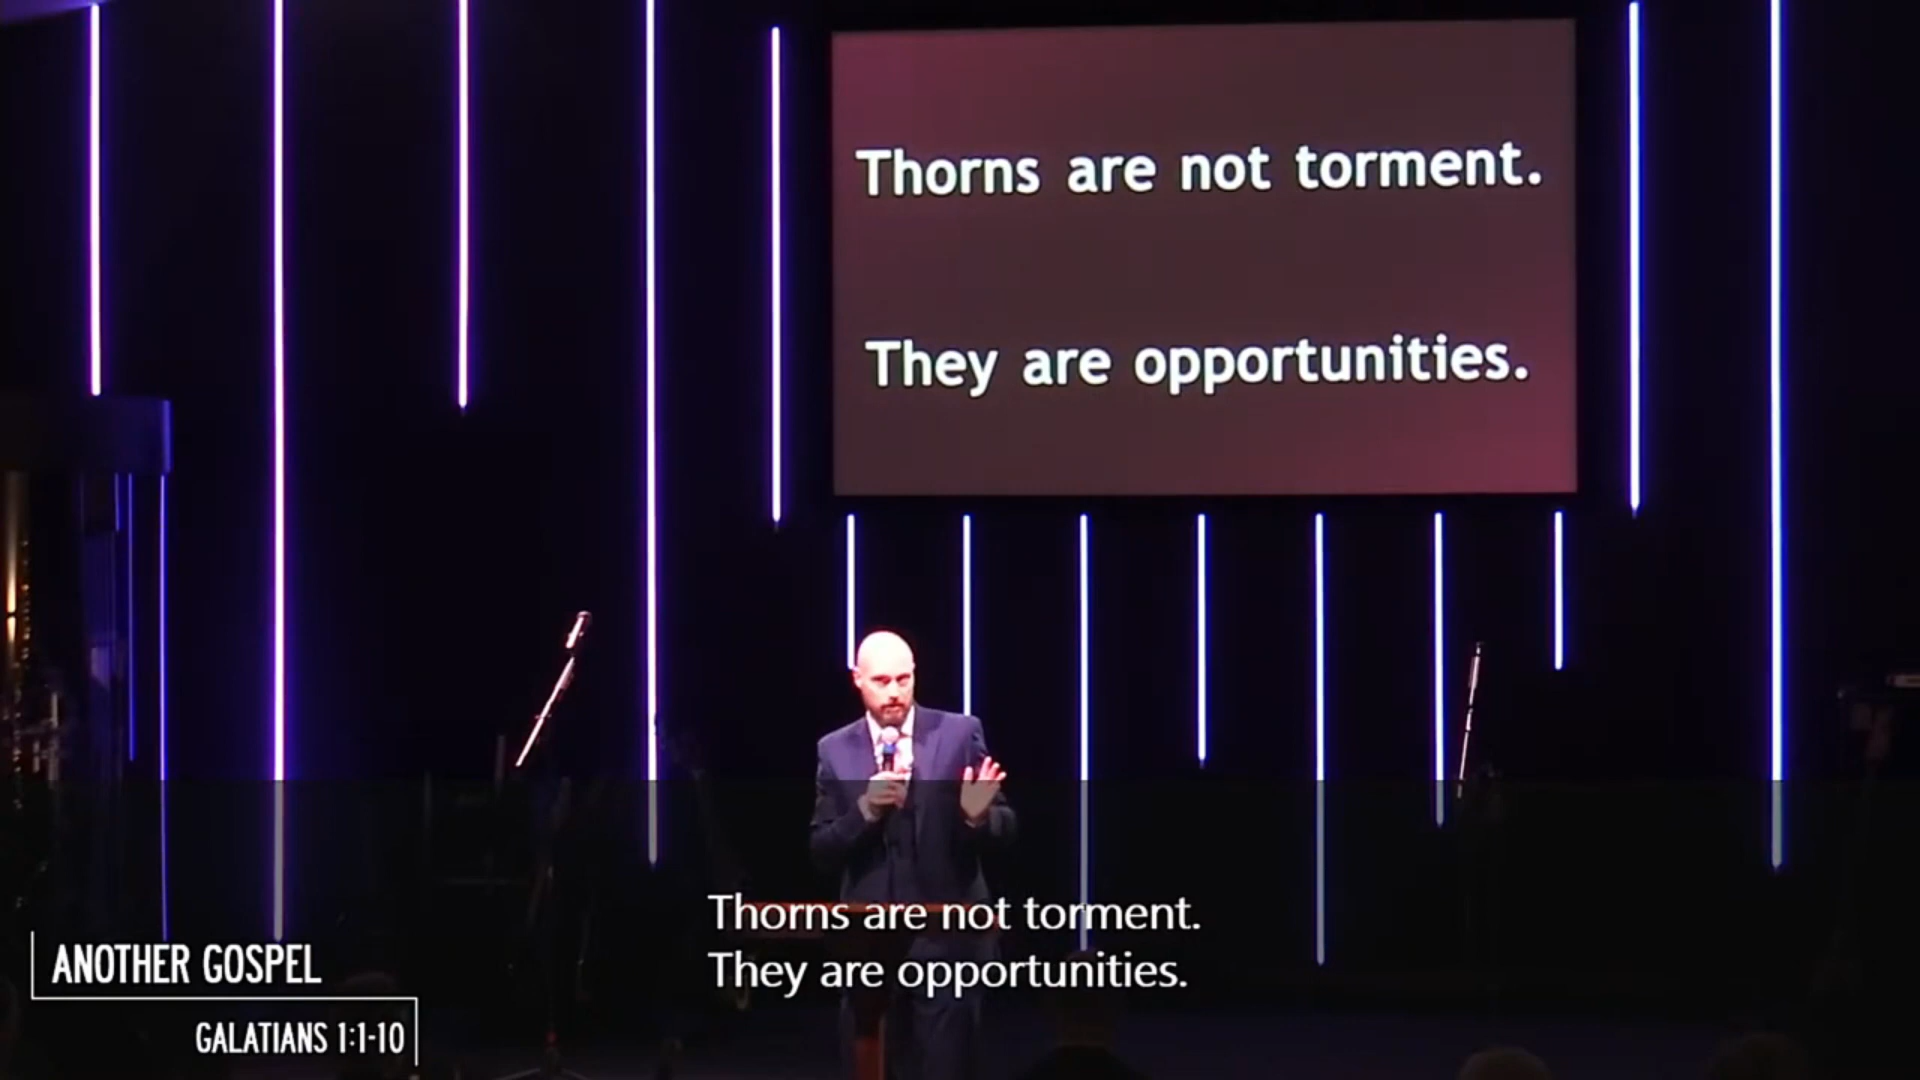 Thorns are not torment.
They are opportunities.
Thorns are not torment.
They are opportunities.
ANOTHER GOSPEL
GALATIANS 1:1-10